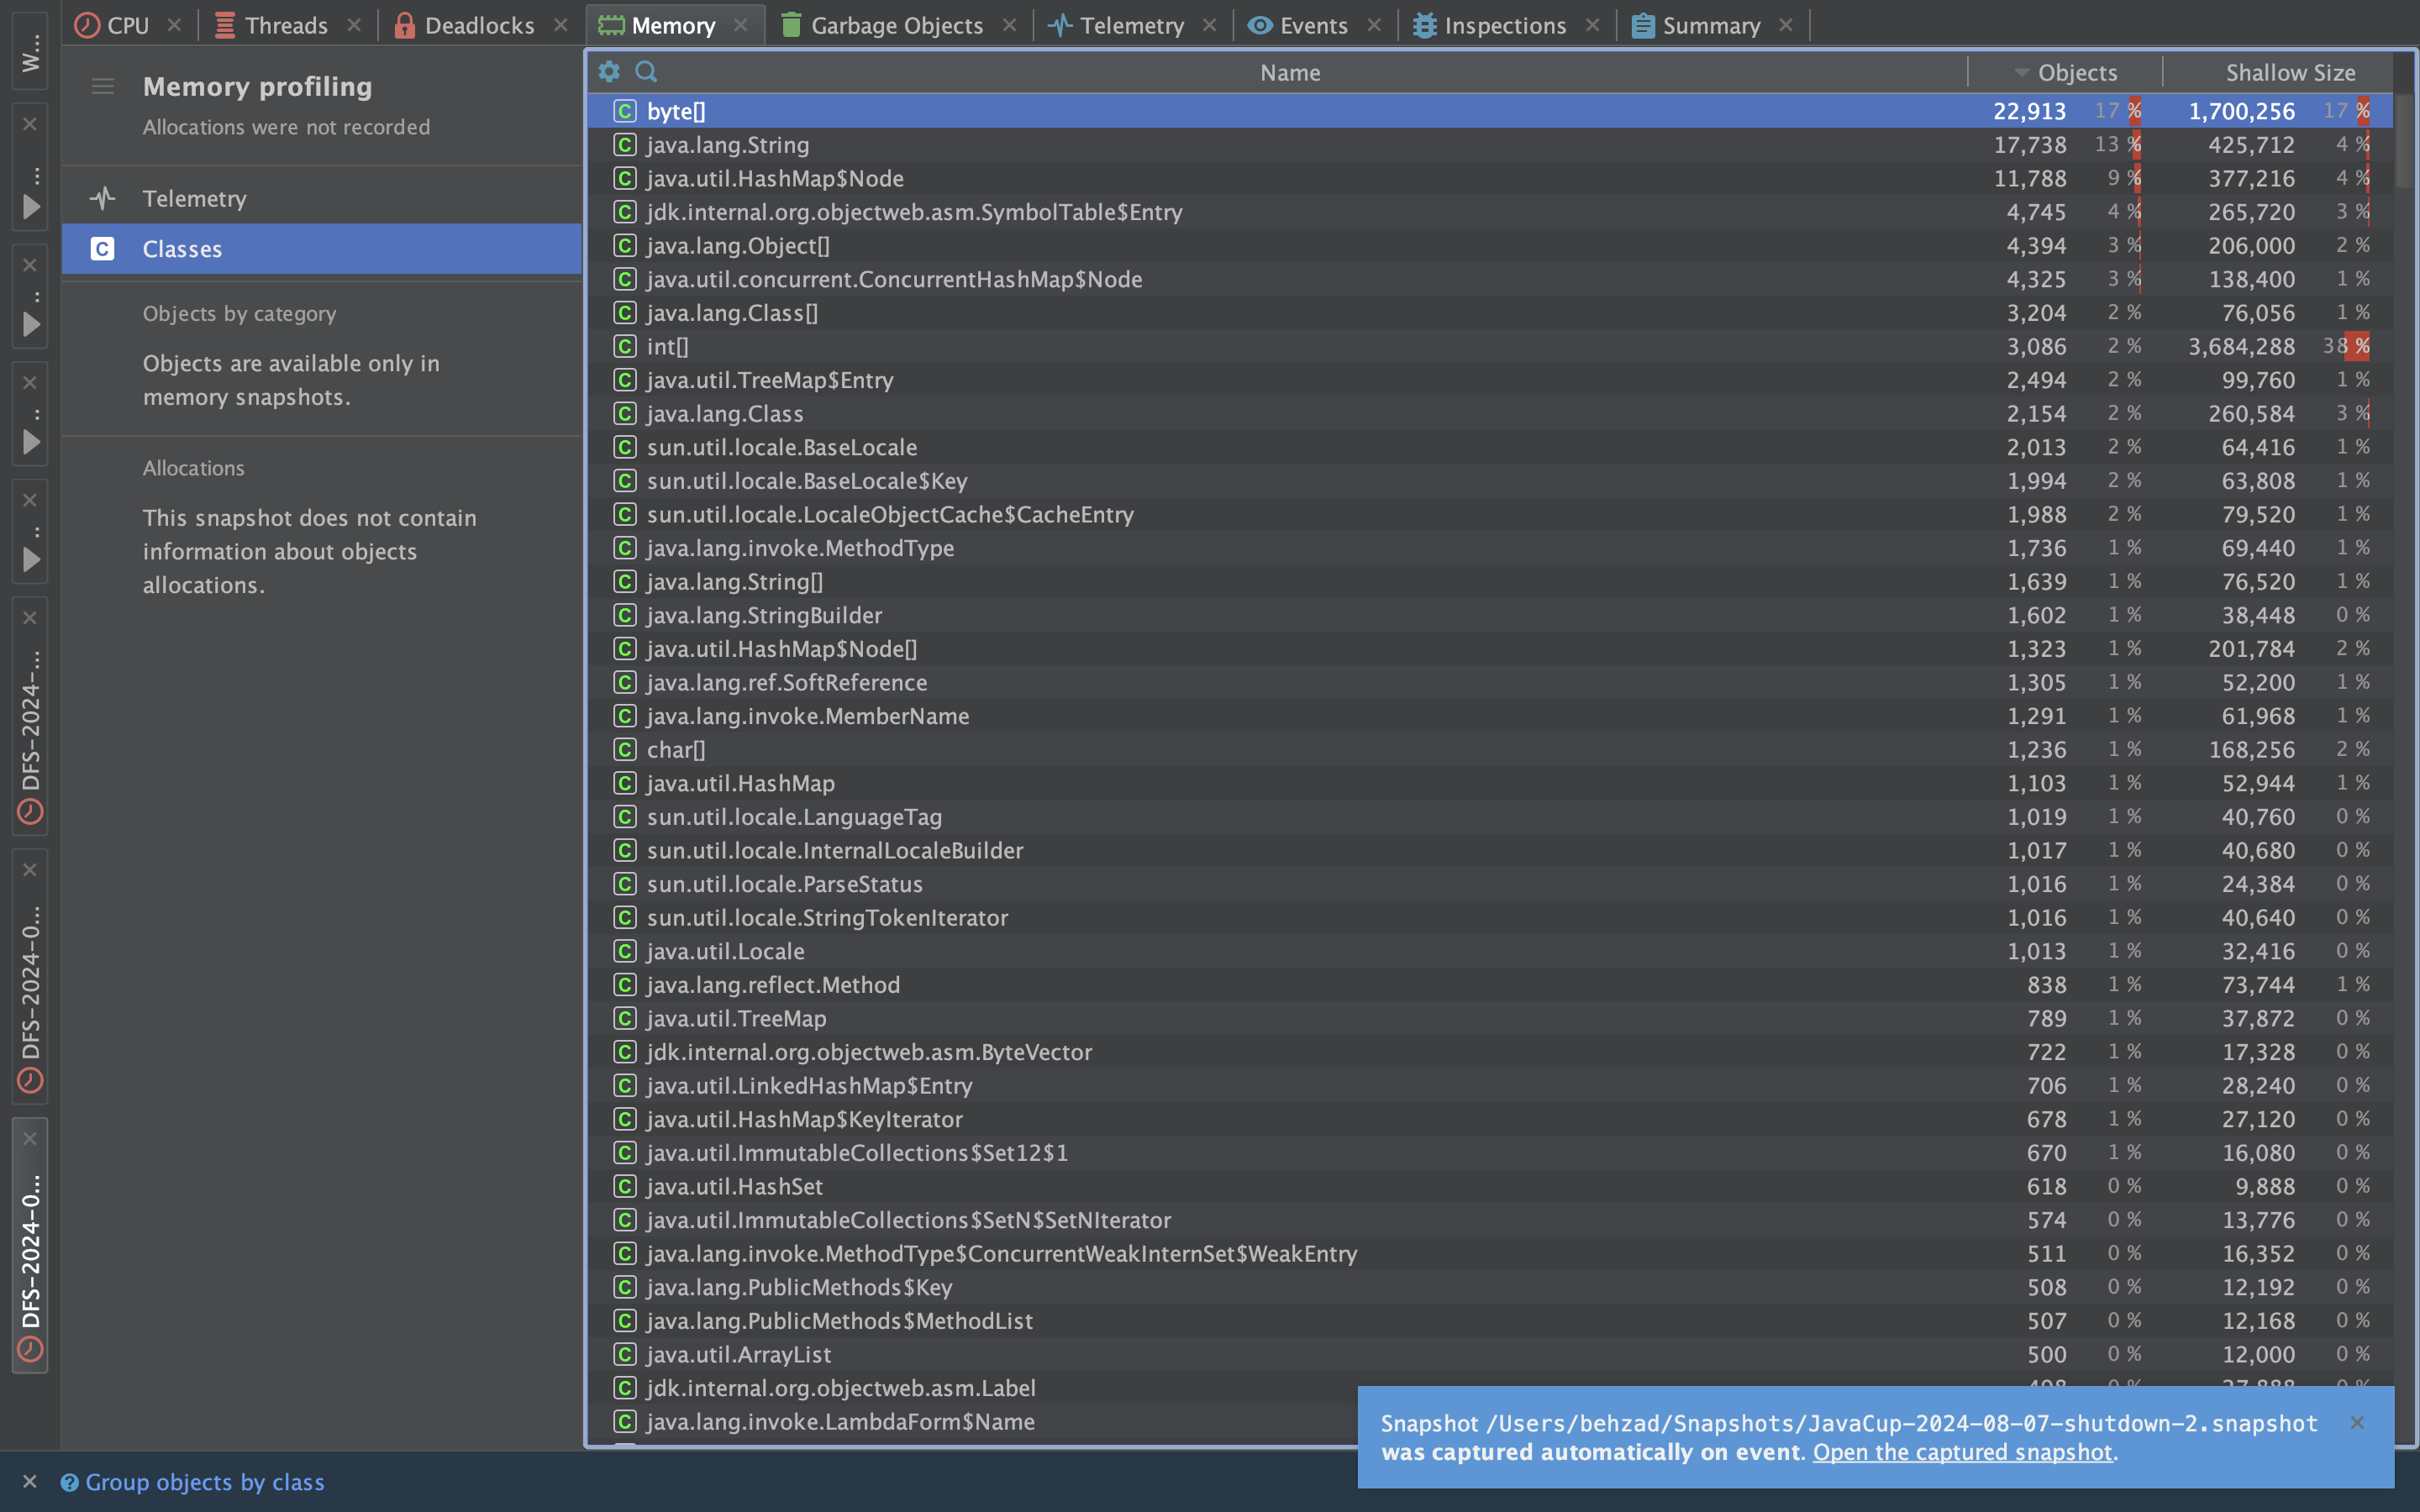 CPU Threads Deadlocks Memory Garbage Objects Telemetry Events Inspections Summary
W...
DFS-2024-...
DFS-2024-0...
DFS-2024-0...
Memory profiling
Allocations were not recorded
Telemetry
Classes
Objects by category
Objects are available only in
memory snapshots.
Allocations
This snapshot does not contain
information about objects
allocations.
Name Objects Shallow Size
byte[] 22,913 17 % 1,700,256 17 %
java.lang.String 17,738 13 % 425,712 4 %
java.util.HashMap$Node 11,788 9 % 377,216 4 %
jdk.internal.org.objectweb.asm.SymbolTable$Entry 4,745 4 % 265,720 3 %
java.lang.Object[] 4,394 3 % 206,000 2 %
java.util.concurrent.ConcurrentHashMap$Node 4,325 3 % 138,400 1 %
java.lang.Class[] 3,204 2 % 76,056 1 %
int[] 3,086 2 % 3,684,288 38 %
java.util.TreeMap$Entry 2,494 2 % 99,760 1 %
java.lang.Class 2,154 2 % 260,584 3 %
sun.util.locale.BaseLocale 2,013 2 % 64,416 1 %
sun.util.locale.BaseLocale$Key 1,994 2 % 63,808 1 %
sun.util.locale.LocaleObjectCache$CacheEntry 1,988 2 % 79,520 1 %
java.lang.invoke.MethodType 1,736 1 % 69,440 1 %
java.lang.String[] 1,639 1 % 76,520 1 %
java.lang.StringBuilder 1,602 1 % 38,448 0 %
java.util.HashMap$Node[] 1,323 1 % 201,784 2 %
java.lang.ref.SoftReference 1,305 1 % 52,200 1 %
java.lang.invoke.MemberName 1,291 1 % 61,968 1 %
char[] 1,236 1 % 168,256 2 %
java.util.HashMap 1,103 1 % 52,944 1 %
sun.util.locale.LanguageTag 1,019 1 % 40,760 0 %
sun.util.locale.InternalLocaleBuilder 1,017 1 % 40,680 0 %
sun.util.locale.ParseStatus 1,016 1 % 24,384 0 %
sun.util.locale.StringTokenIterator 1,016 1 % 40,640 0 %
java.util.Locale 1,013 1 % 32,416 0 %
java.lang.reflect.Method 838 1 % 73,744 1 %
java.util.TreeMap 789 1 % 37,872 0 %
jdk.internal.org.objectweb.asm.ByteVector 722 1 % 17,328 0 %
java.util.LinkedHashMap$Entry 706 1 % 28,240 0 %
java.util.HashMap$KeyIterator 678 1 % 27,120 0 %
java.util.ImmutableCollections$Set12$1 670 1 % 16,080 0 %
java.util.HashSet 618 0 % 9,888 0 %
java.util.ImmutableCollections$SetN$SetNIterator 574 0 % 13,776 0 %
java.lang.invoke.MethodType$ConcurrentWeakInternSet$WeakEntry 511 0 % 16,352 0 %
java.lang.PublicMethods$Key 508 0 % 12,192 0 %
java.lang.PublicMethods$MethodList 507 0 % 12,168 0 %
java.util.ArrayList 500 0 % 12,000 0 %
jdk.internal.org.objectweb.asm.Label
java.lang.invoke.LambdaForm$Name
Snapshot /Users/behzad/Snapshots/JavaCup-2024-08-07-shutdown-2.snapshot
was captured automatically on event. Open the captured snapshot.
Group objects by class